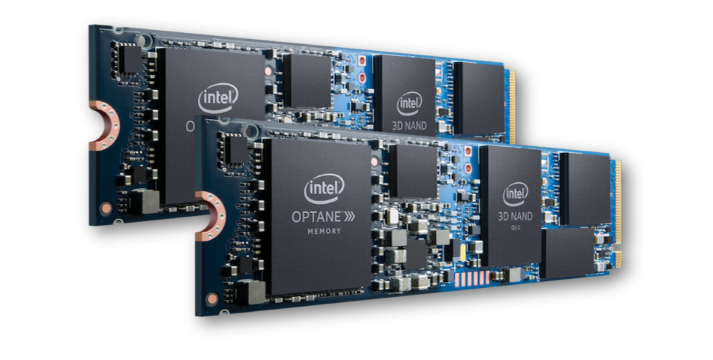 intel
O
intel
3D NAND
intel
OPTANE
MEMORY
intel
3D NAND
QLC